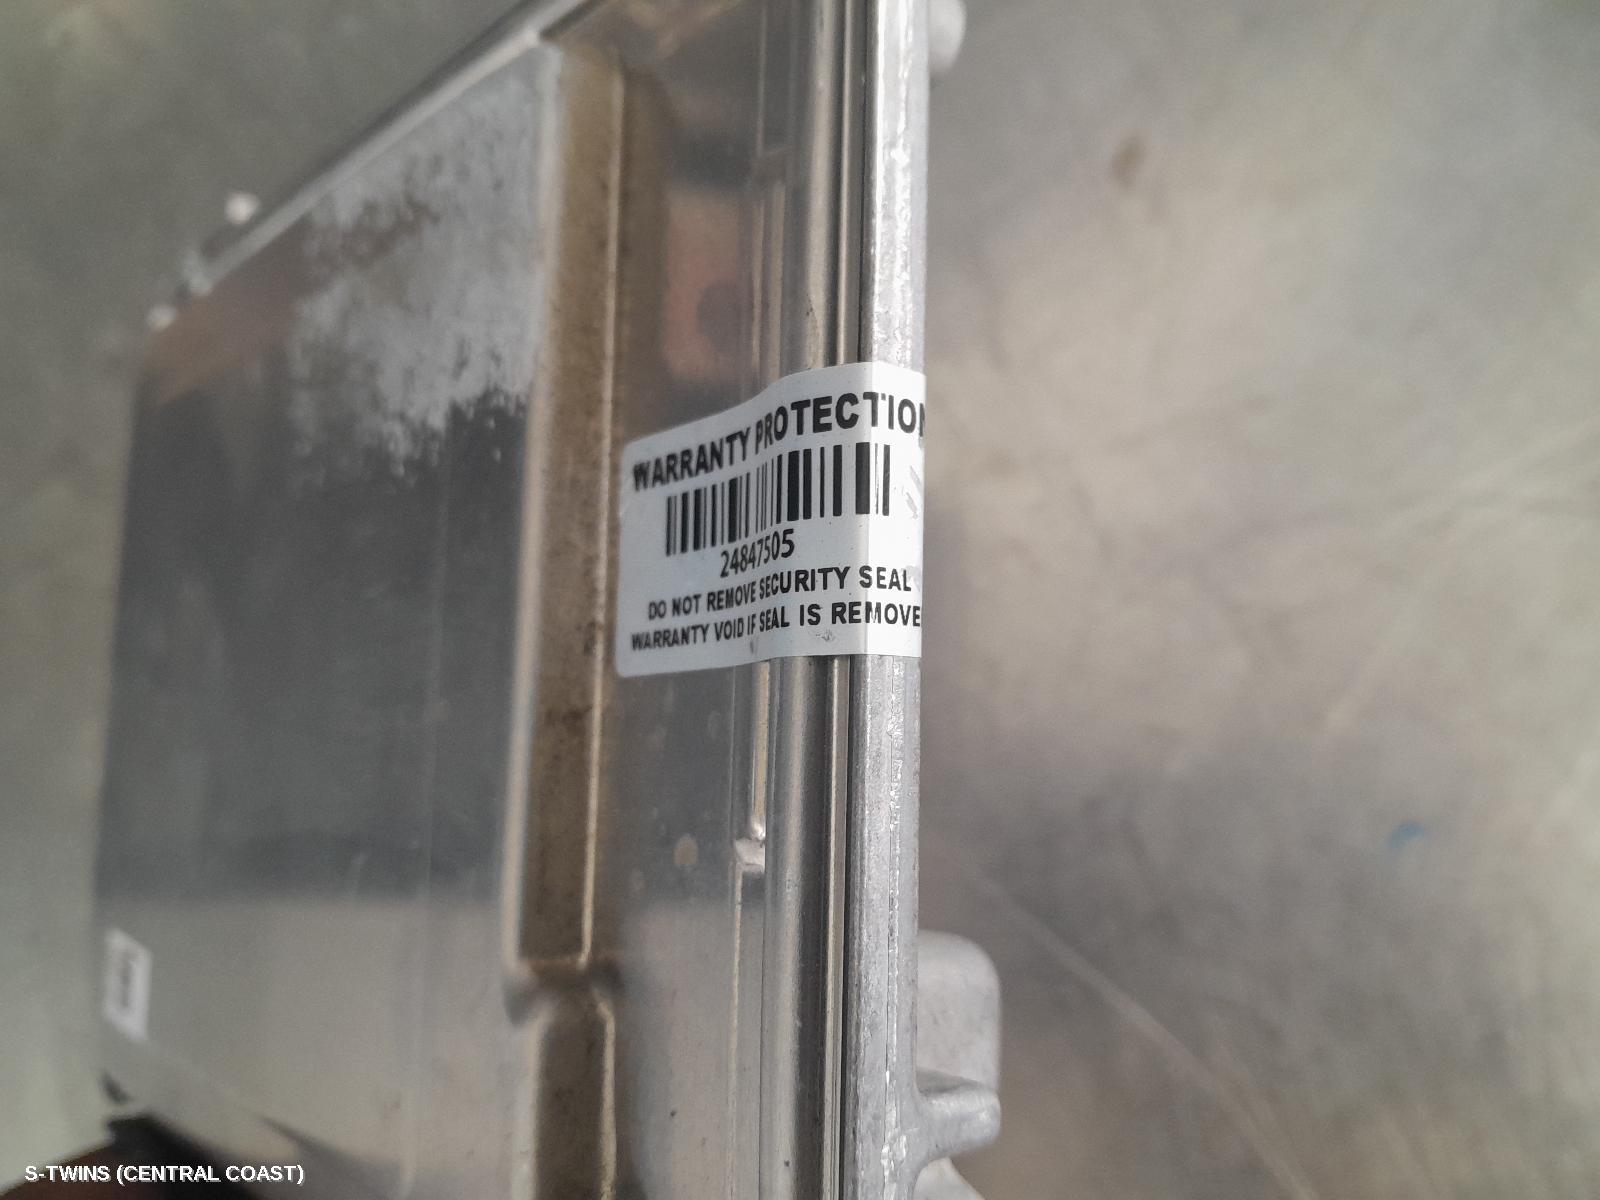 WARRANTY PROTECTION
24847505
DO NOT REMOVE SECURITY SEAL
WARRANTY VOID IF SEAL IS REMOVE
S-TWINS (CENTRAL COAST)